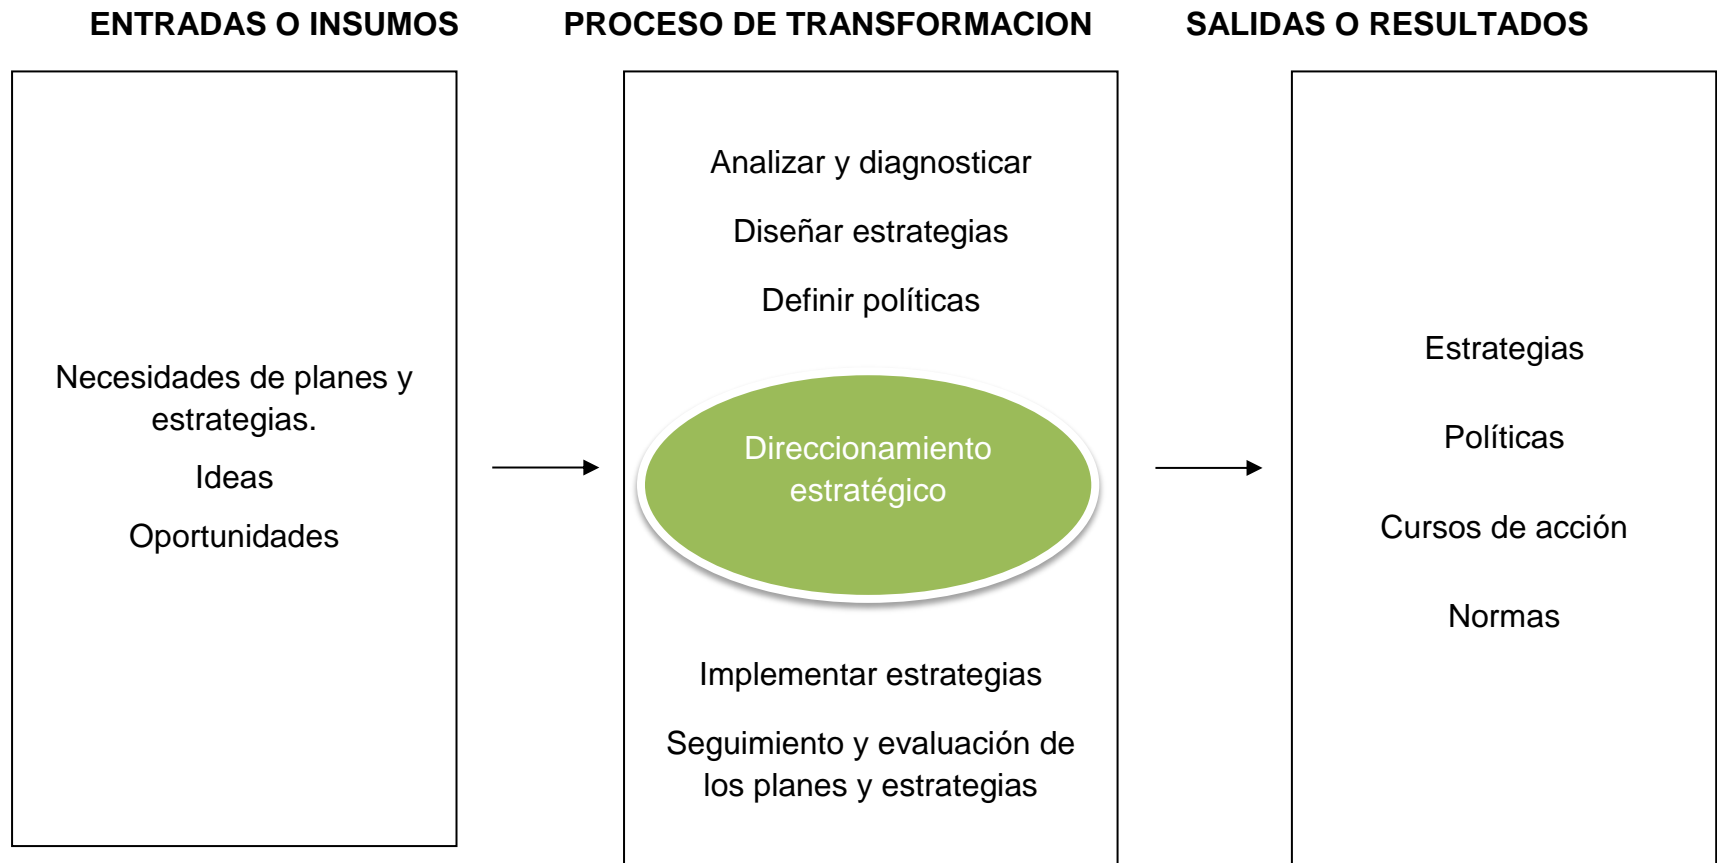 ENTRADAS O INSUMOS
PROCESO DE TRANSFORMACION
SALIDAS O RESULTADOS
Necesidades de planes y
estrategias.
Ideas
Oportunidades
Analizar y diagnosticar
Diseñar estrategias
Definir políticas
Direccionamiento
estratégico
Implementar estrategias
Seguimiento y evaluación de
los planes y estrategias
Estrategias
Políticas
Cursos de acción
Normas